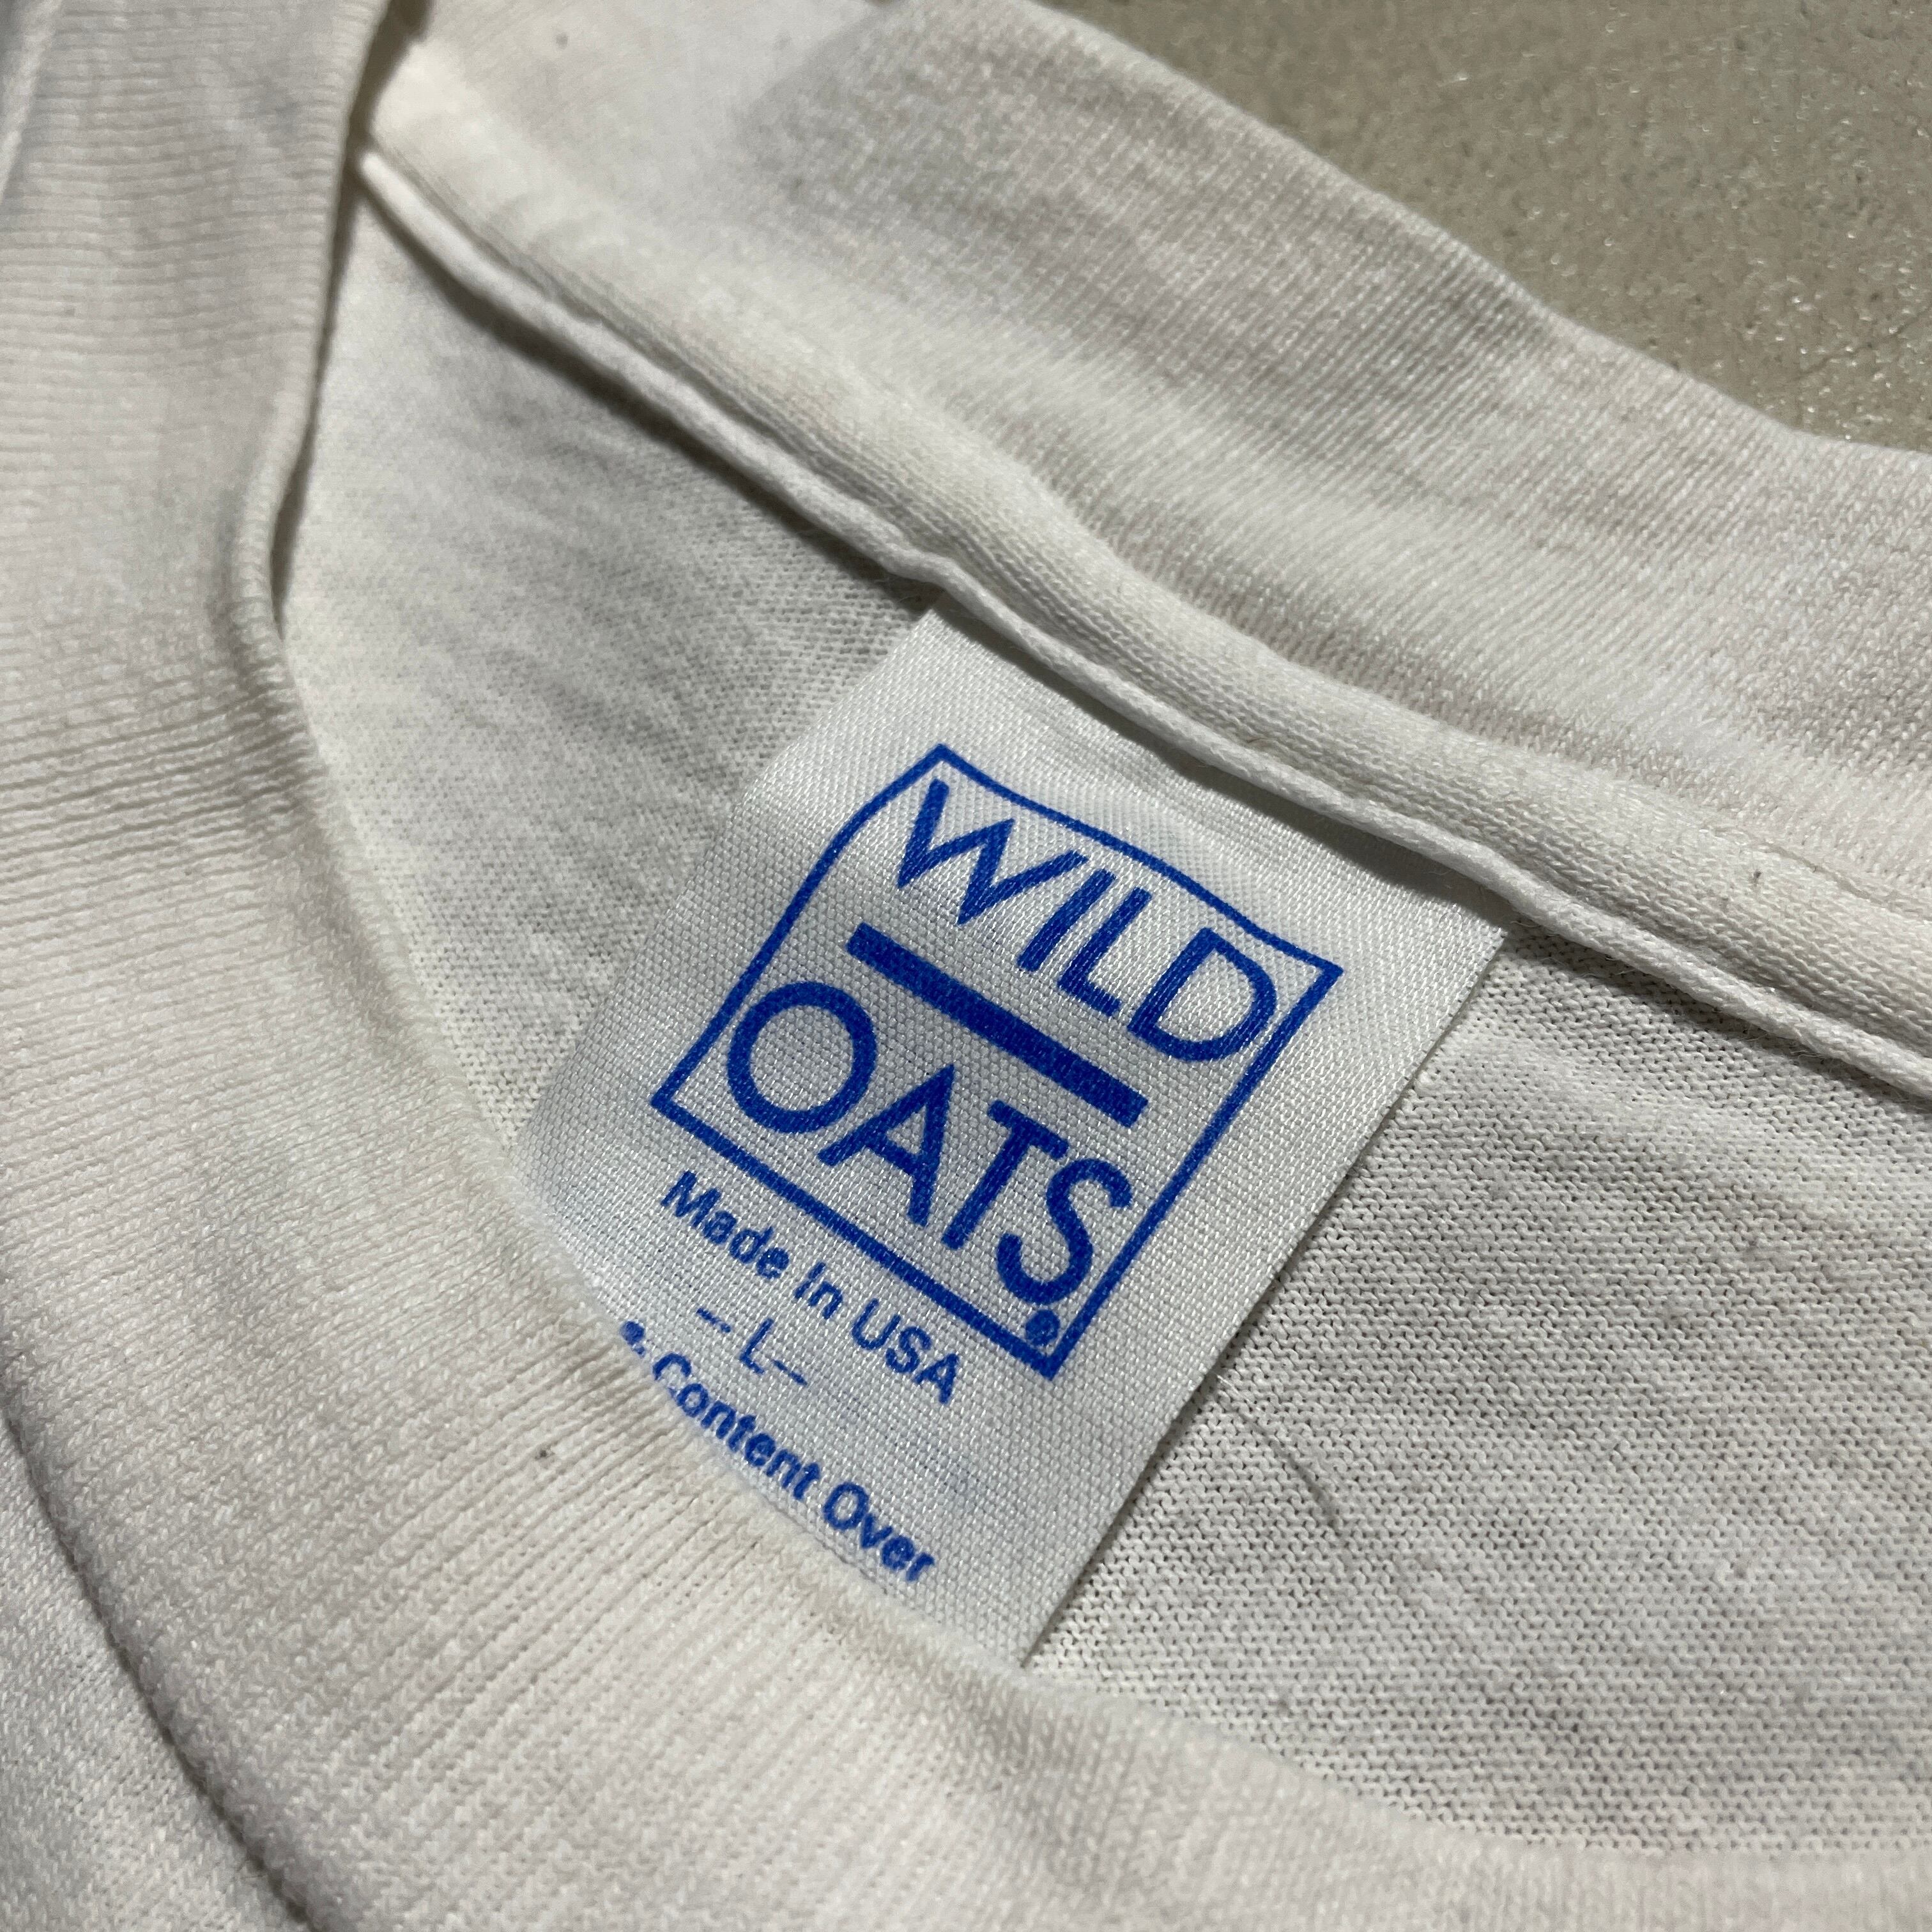 WILD
OATS®
Made In USA
-- L--
& Content Over